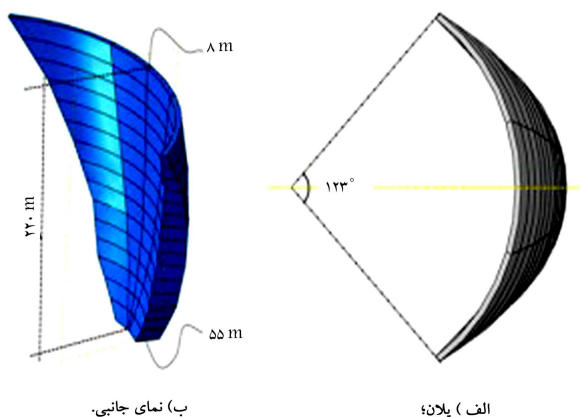 ۸ m
۱۲۳°
۲۲۰ m
۵۵ m
الف ) پلان؛
ب) نمای جانبی.